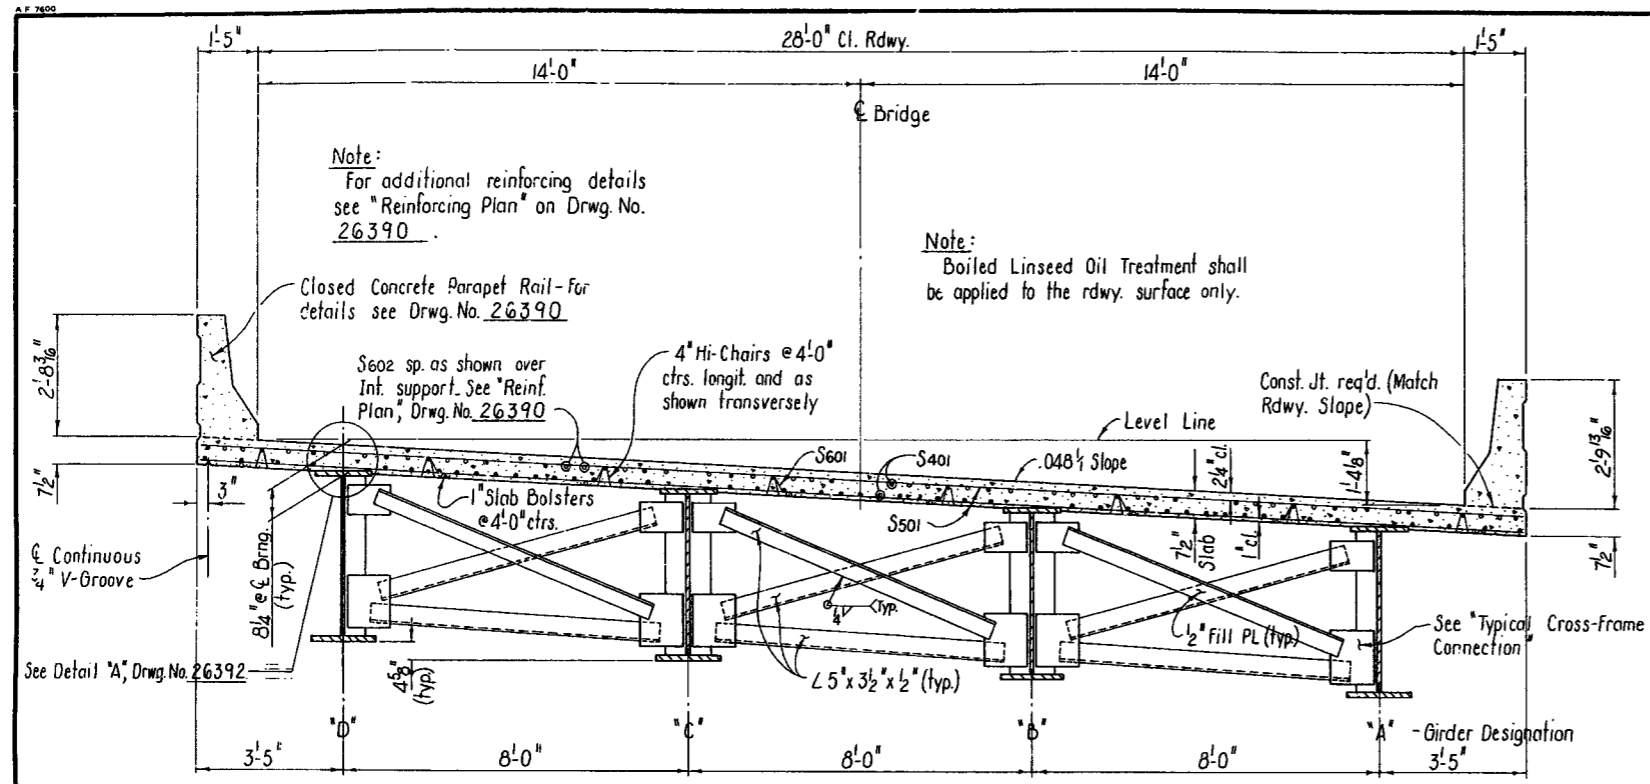 A F 7600
1'-5"
28'-0" Cl. Rdwy.
1'-5"
14'-0"
14'-0"
℄ Bridge
Note:
For additional reinforcing details
see "Reinforcing Plan" on Drwg. No.
26390.
Note:
Boiled Linseed Oil Treatment shall
be applied to the rdwy. surface only.
Closed Concrete Parapet Rail-For
details see Drwg. No. 26390
S602 sp. as shown over
Int. support. See "Reinf.
Plan", Drwg. No. 26390
4" Hi-Chairs @ 4'-0"
ctrs. longit. and as
shown transversely
Const. Jt. req'd. (Match
Rdwy. Slope)
2'-8 3/16"
Level Line
S601
S401
.048'/1' Slope
2 1/4" cl.
1'-4 1/8"
2'-9 13/16"
7 1/2"
3"
1" Slab Bolsters
@ 4'-0" ctrs.
S501
7 1/2"
Slab
1" cl.
7 1/2"
℄ Continuous
3/4" V-Groove
8 1/4" @ ℄ Brng.
(typ.)
1/4
Typ.
1/2" Fill PL (typ.)
See "Typical Cross-Frame
Connection"
See Detail "A", Drwg. No. 26392
4 5/8"
(typ.)
∠ 5" x 3 1/2" x 1/2" (typ.)
"D"
"C"
"B"
"A" - Girder Designation
3'-5"
8'-0"
8'-0"
8'-0"
3'-5"